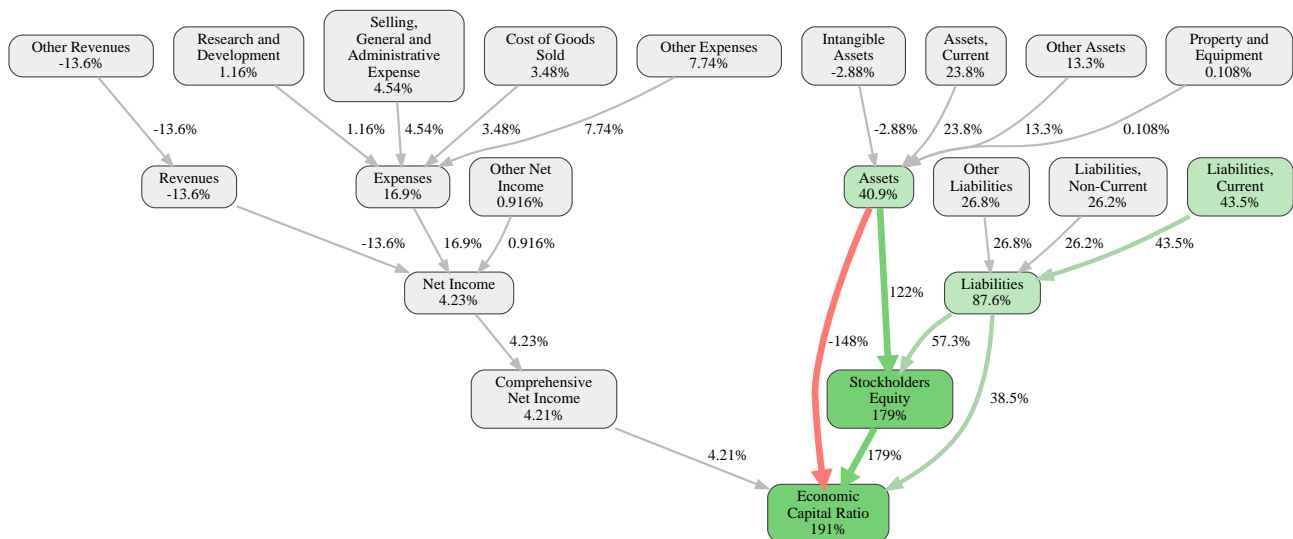 Other Revenues
-13.6%
Research and
Development
1.16%
Selling,
General and
Administrative
Expense
4.54%
Cost of Goods
Sold
3.48%
Other Expenses
7.74%
Intangible
Assets
-2.88%
Assets,
Current
23.8%
Other Assets
13.3%
Property and
Equipment
0.108%
-13.6%
1.16%
4.54%
3.48%
7.74%
-2.88%
23.8%
13.3%
0.108%
Revenues
-13.6%
Expenses
16.9%
Other Net
Income
0.916%
Assets
40.9%
Other
Liabilities
26.8%
Liabilities,
Non-Current
26.2%
Liabilities,
Current
43.5%
-13.6%
16.9%
0.916%
26.8%
26.2%
43.5%
Net Income
4.23%
122%
Liabilities
87.6%
4.23%
-148%
57.3%
Comprehensive
Net Income
4.21%
Stockholders
Equity
179%
38.5%
4.21%
179%
Economic
Capital Ratio
191%